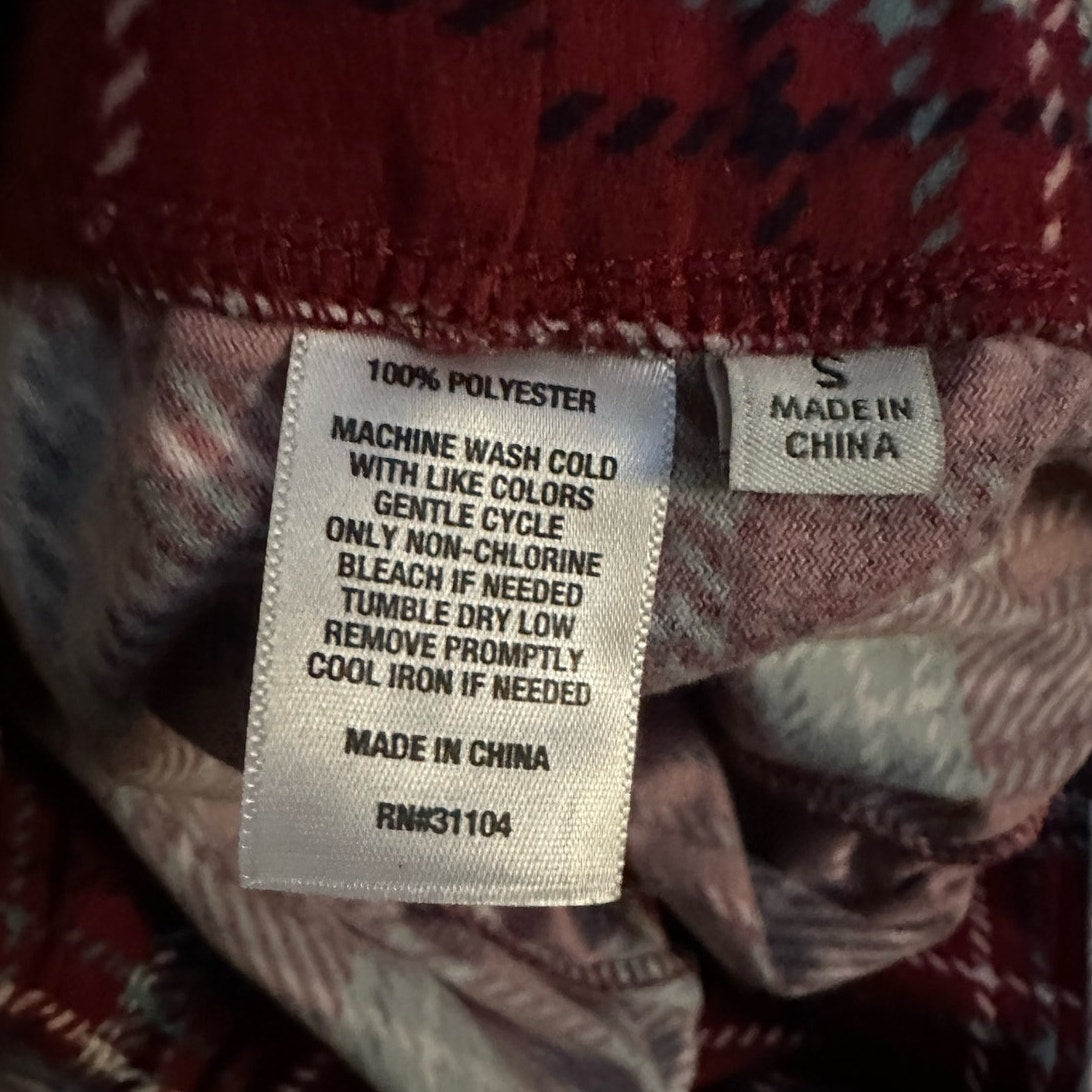 100% POLYESTER
MACHINE WASH COLD
WITH LIKE COLORS
GENTLE CYCLE
ONLY NON-CHLORINE
BLEACH IF NEEDED
TUMBLE DRY LOW
REMOVE PROMPTLY
COOL IRON IF NEEDED
MADE IN CHINA
RN#31104
S
MADE IN
CHINA